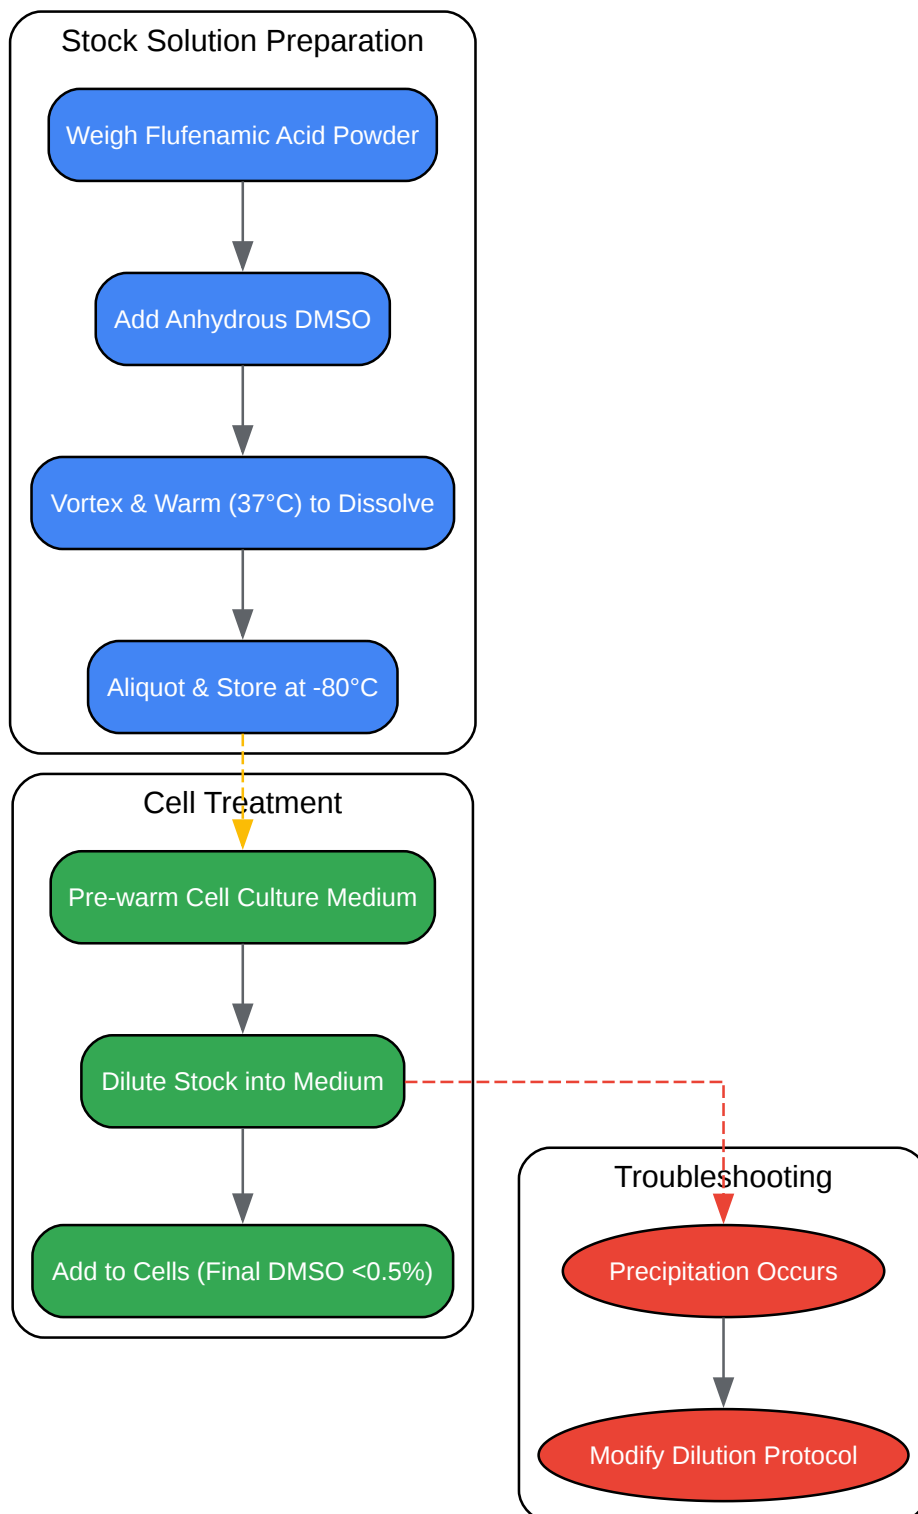 Stock Solution Preparation
Weigh Flufenamic Acid Powder
Add Anhydrous DMSO
Vortex & Warm (37°C) to Dissolve
Aliquot & Store at -80°C
Cell Treatment
Pre-warm Cell Culture Medium
Dilute Stock into Medium
Add to Cells (Final DMSO <0.5%)
Troubleshooting
Precipitation Occurs
Modify Dilution Protocol